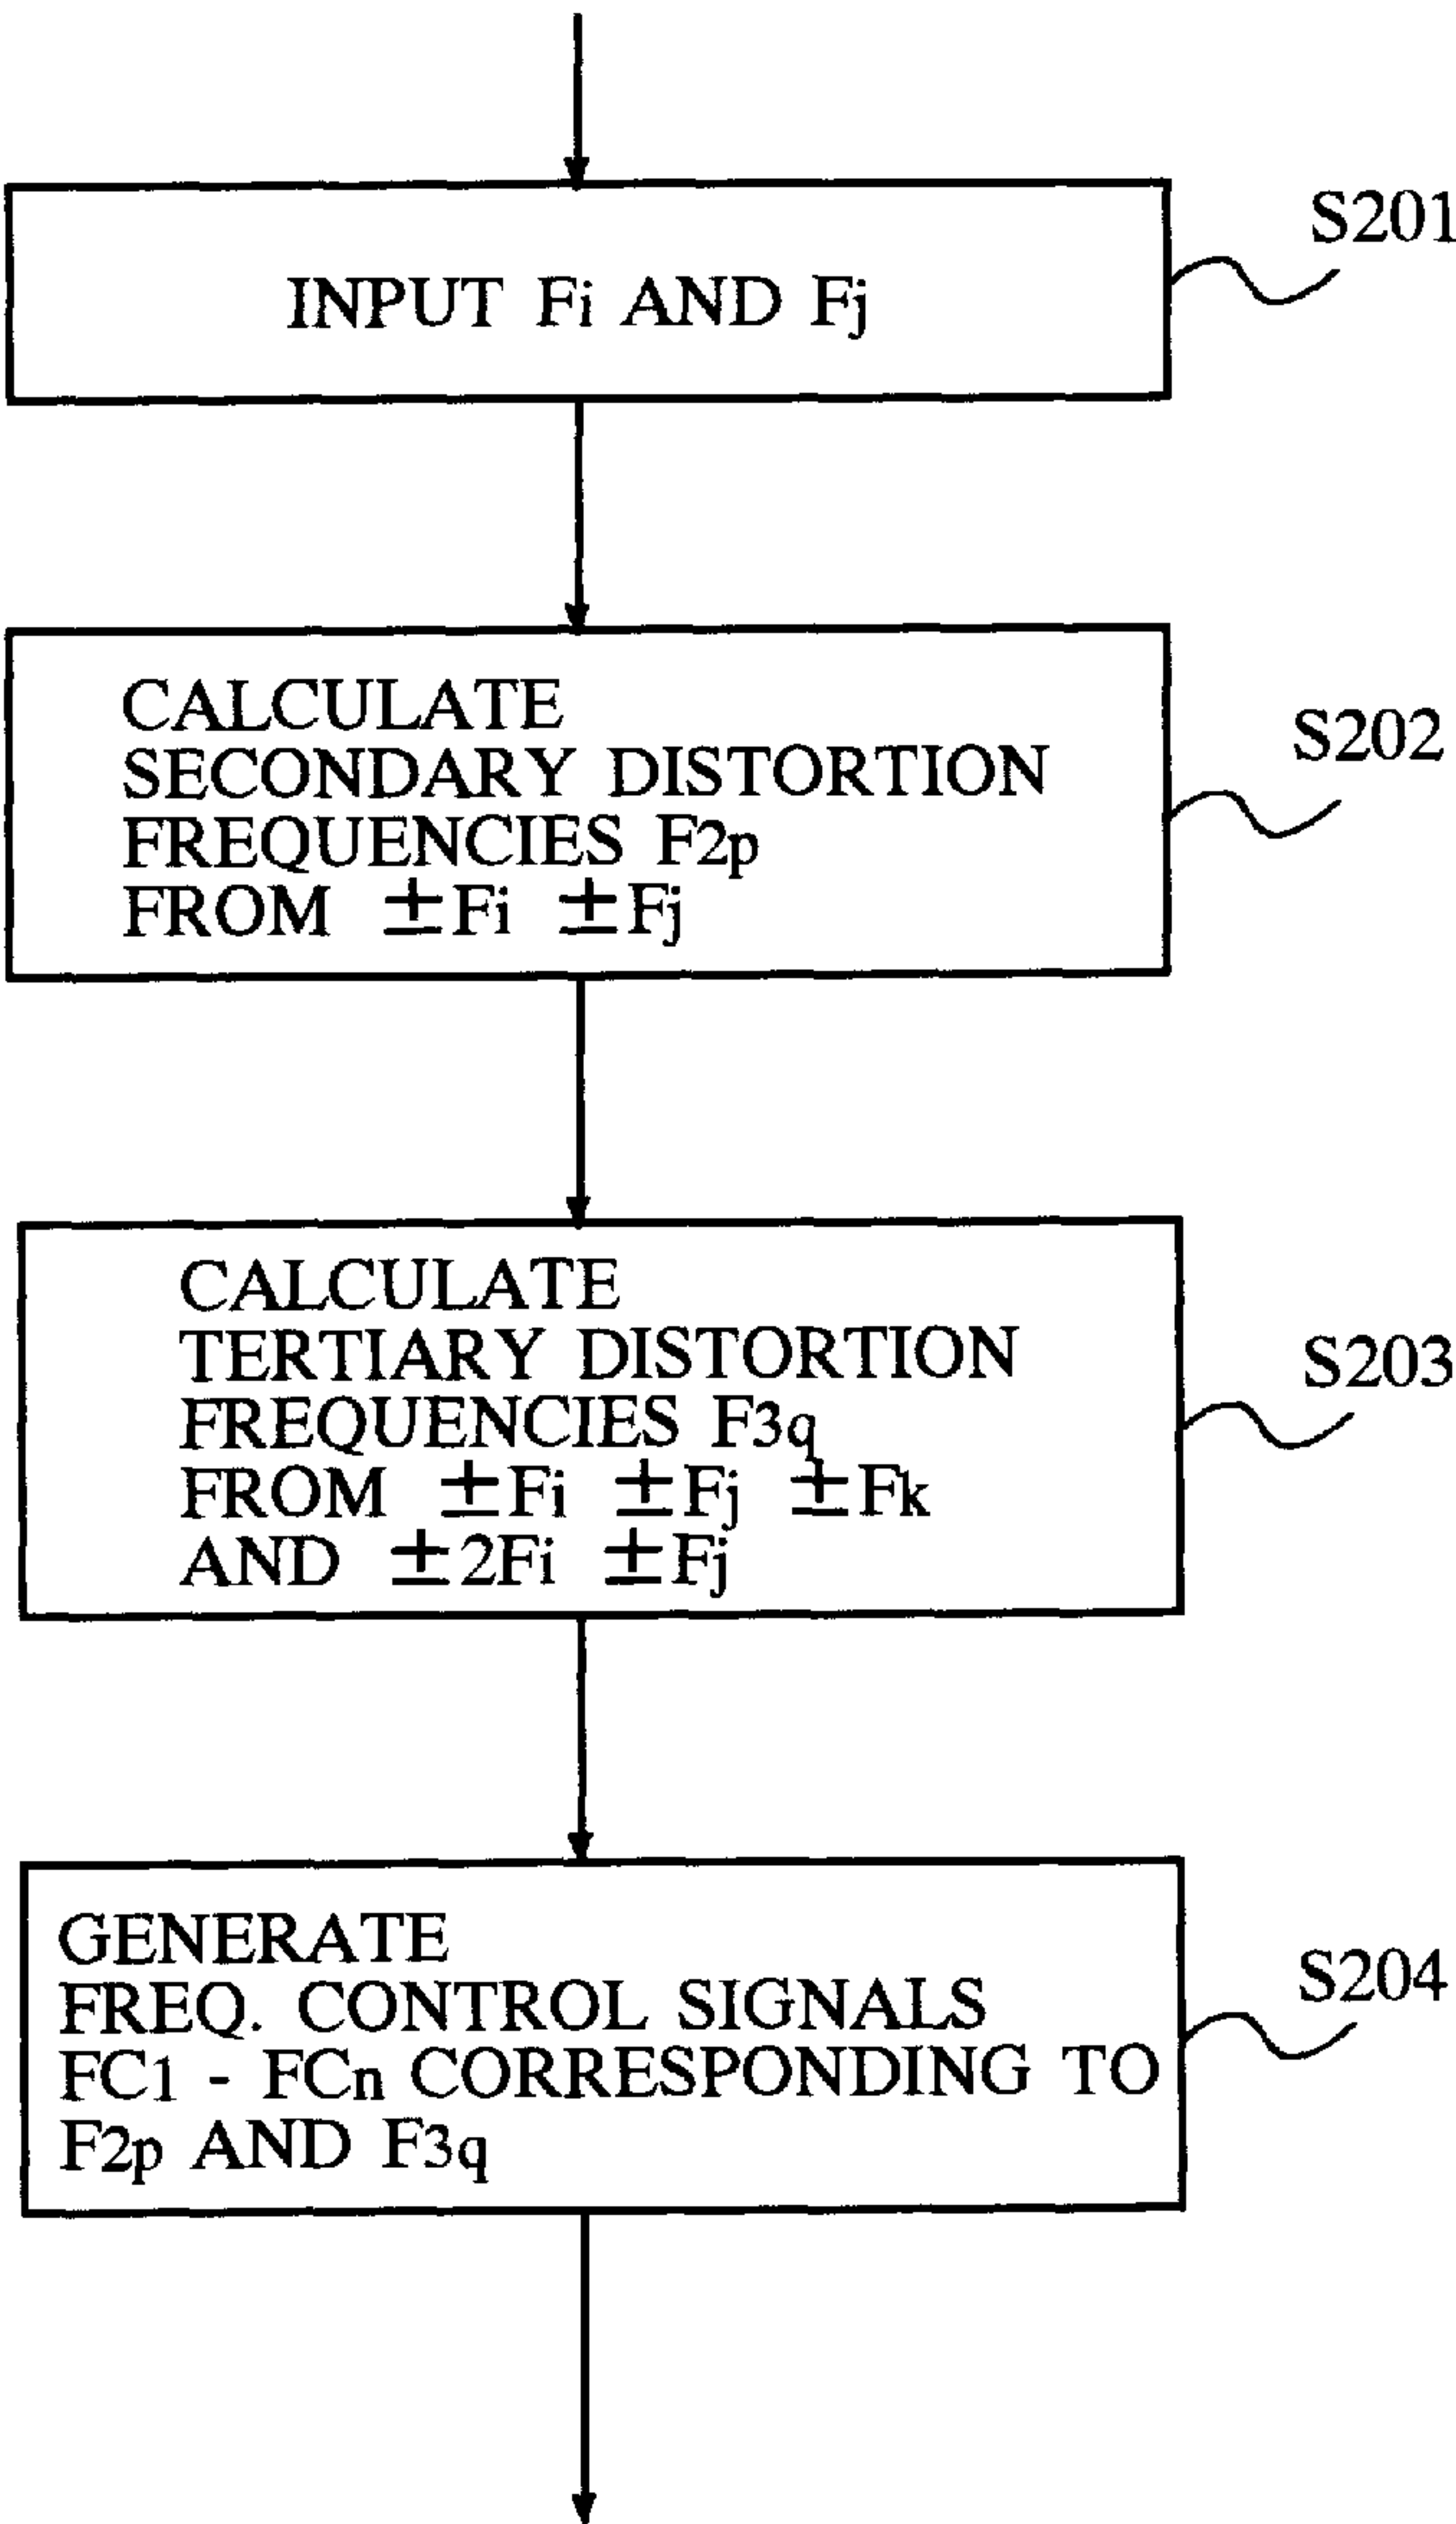 S201
INPUT Fi AND Fj
CALCULATE
SECONDARY DISTORTION
FREQUENCIES F2p
FROM ±Fi ±Fj
S202
CALCULATE
TERTIARY DISTORTION
FREQUENCIES F3q
FROM ±Fi ±Fj ±Fk
AND ±2Fi ±Fj
S203
GENERATE
FREQ. CONTROL SIGNALS
FC1 - FCn CORRESPONDING TO
F2p AND F3q
S204